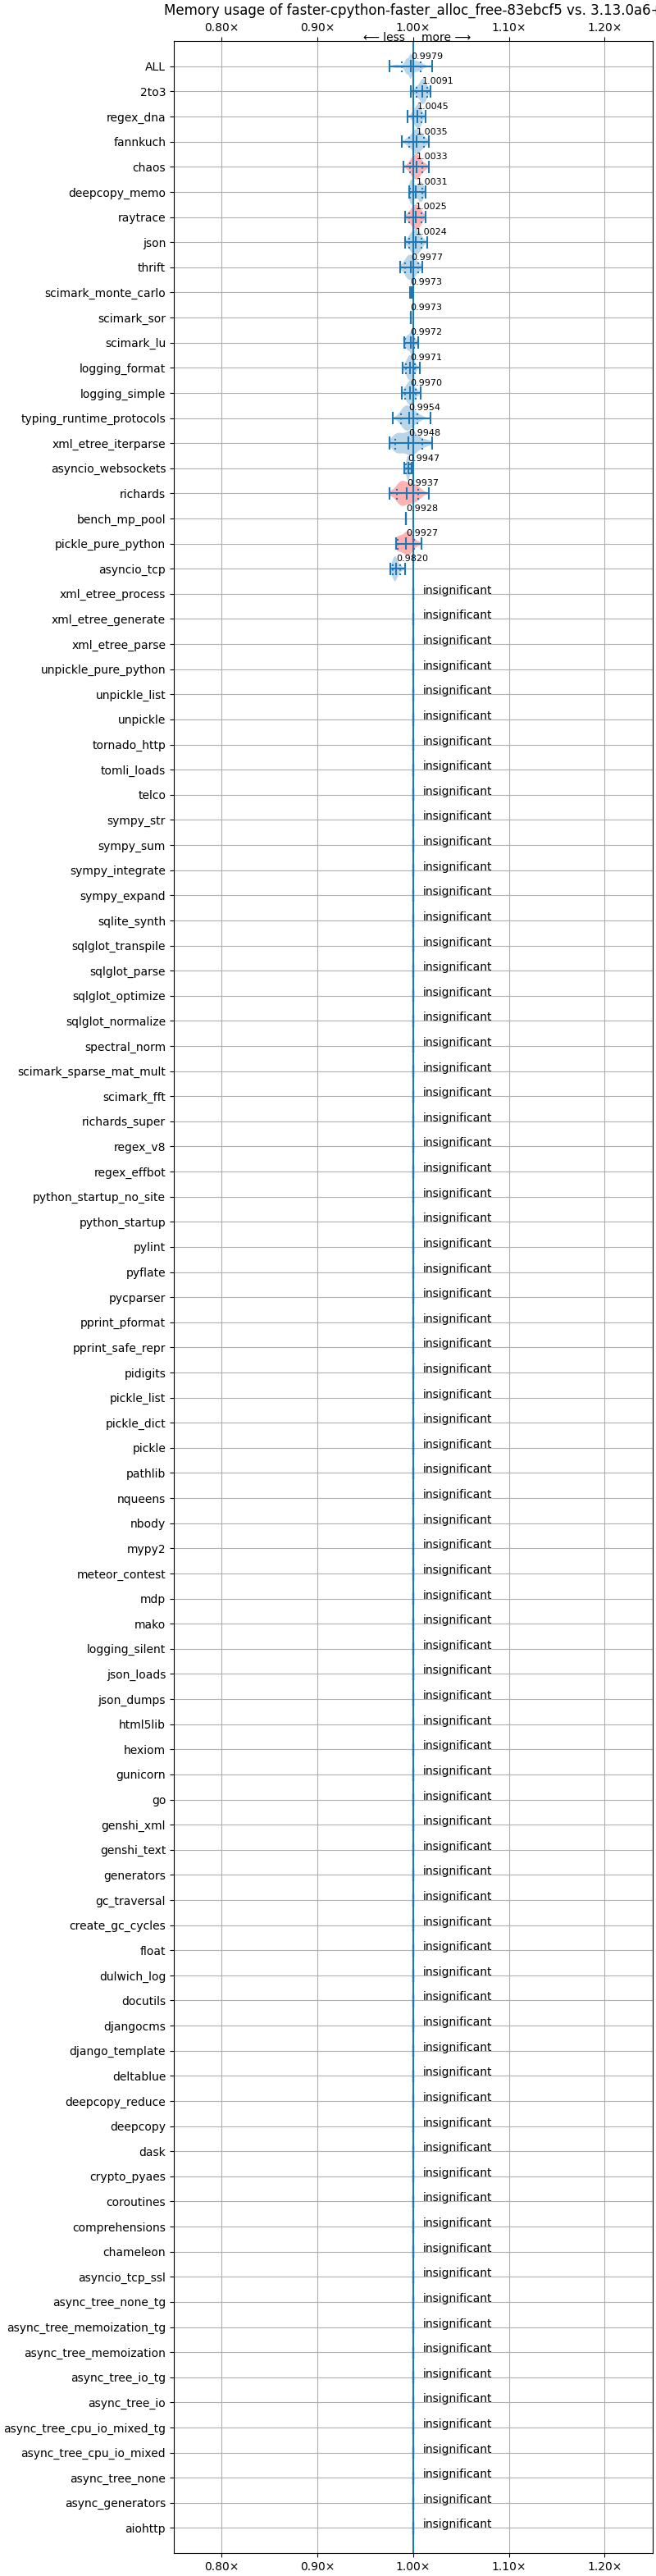 Memory usage of faster-cpython-faster_alloc_free-83ebcf5 vs. 3.13.0a6+
0.80× 0.90× 1.00× 1.10× 1.20×
⟵ less more ⟶
ALL 0.9979
2to3 1.0091
regex_dna 1.0045
fannkuch 1.0035
chaos 1.0033
deepcopy_memo 1.0031
raytrace 1.0025
json 1.0024
thrift 0.9977
scimark_monte_carlo 0.9973
scimark_sor 0.9973
scimark_lu 0.9972
logging_format 0.9971
logging_simple 0.9970
typing_runtime_protocols 0.9954
xml_etree_iterparse 0.9948
asyncio_websockets 0.9947
richards 0.9937
bench_mp_pool 0.9928
pickle_pure_python 0.9927
asyncio_tcp 0.9820
xml_etree_process insignificant
xml_etree_generate insignificant
xml_etree_parse insignificant
unpickle_pure_python insignificant
unpickle_list insignificant
unpickle insignificant
tornado_http insignificant
tomli_loads insignificant
telco insignificant
sympy_str insignificant
sympy_sum insignificant
sympy_integrate insignificant
sympy_expand insignificant
sqlite_synth insignificant
sqlglot_transpile insignificant
sqlglot_parse insignificant
sqlglot_optimize insignificant
sqlglot_normalize insignificant
spectral_norm insignificant
scimark_sparse_mat_mult insignificant
scimark_fft insignificant
richards_super insignificant
regex_v8 insignificant
regex_effbot insignificant
python_startup_no_site insignificant
python_startup insignificant
pylint insignificant
pyflate insignificant
pycparser insignificant
pprint_pformat insignificant
pprint_safe_repr insignificant
pidigits insignificant
pickle_list insignificant
pickle_dict insignificant
pickle insignificant
pathlib insignificant
nqueens insignificant
nbody insignificant
mypy2 insignificant
meteor_contest insignificant
mdp insignificant
mako insignificant
logging_silent insignificant
json_loads insignificant
json_dumps insignificant
html5lib insignificant
hexiom insignificant
gunicorn insignificant
go insignificant
genshi_xml insignificant
genshi_text insignificant
generators insignificant
gc_traversal insignificant
create_gc_cycles insignificant
float insignificant
dulwich_log insignificant
docutils insignificant
djangocms insignificant
django_template insignificant
deltablue insignificant
deepcopy_reduce insignificant
deepcopy insignificant
dask insignificant
crypto_pyaes insignificant
coroutines insignificant
comprehensions insignificant
chameleon insignificant
asyncio_tcp_ssl insignificant
async_tree_none_tg insignificant
async_tree_memoization_tg insignificant
async_tree_memoization insignificant
async_tree_io_tg insignificant
async_tree_io insignificant
async_tree_cpu_io_mixed_tg insignificant
async_tree_cpu_io_mixed insignificant
async_tree_none insignificant
async_generators insignificant
aiohttp insignificant
0.80× 0.90× 1.00× 1.10× 1.20×